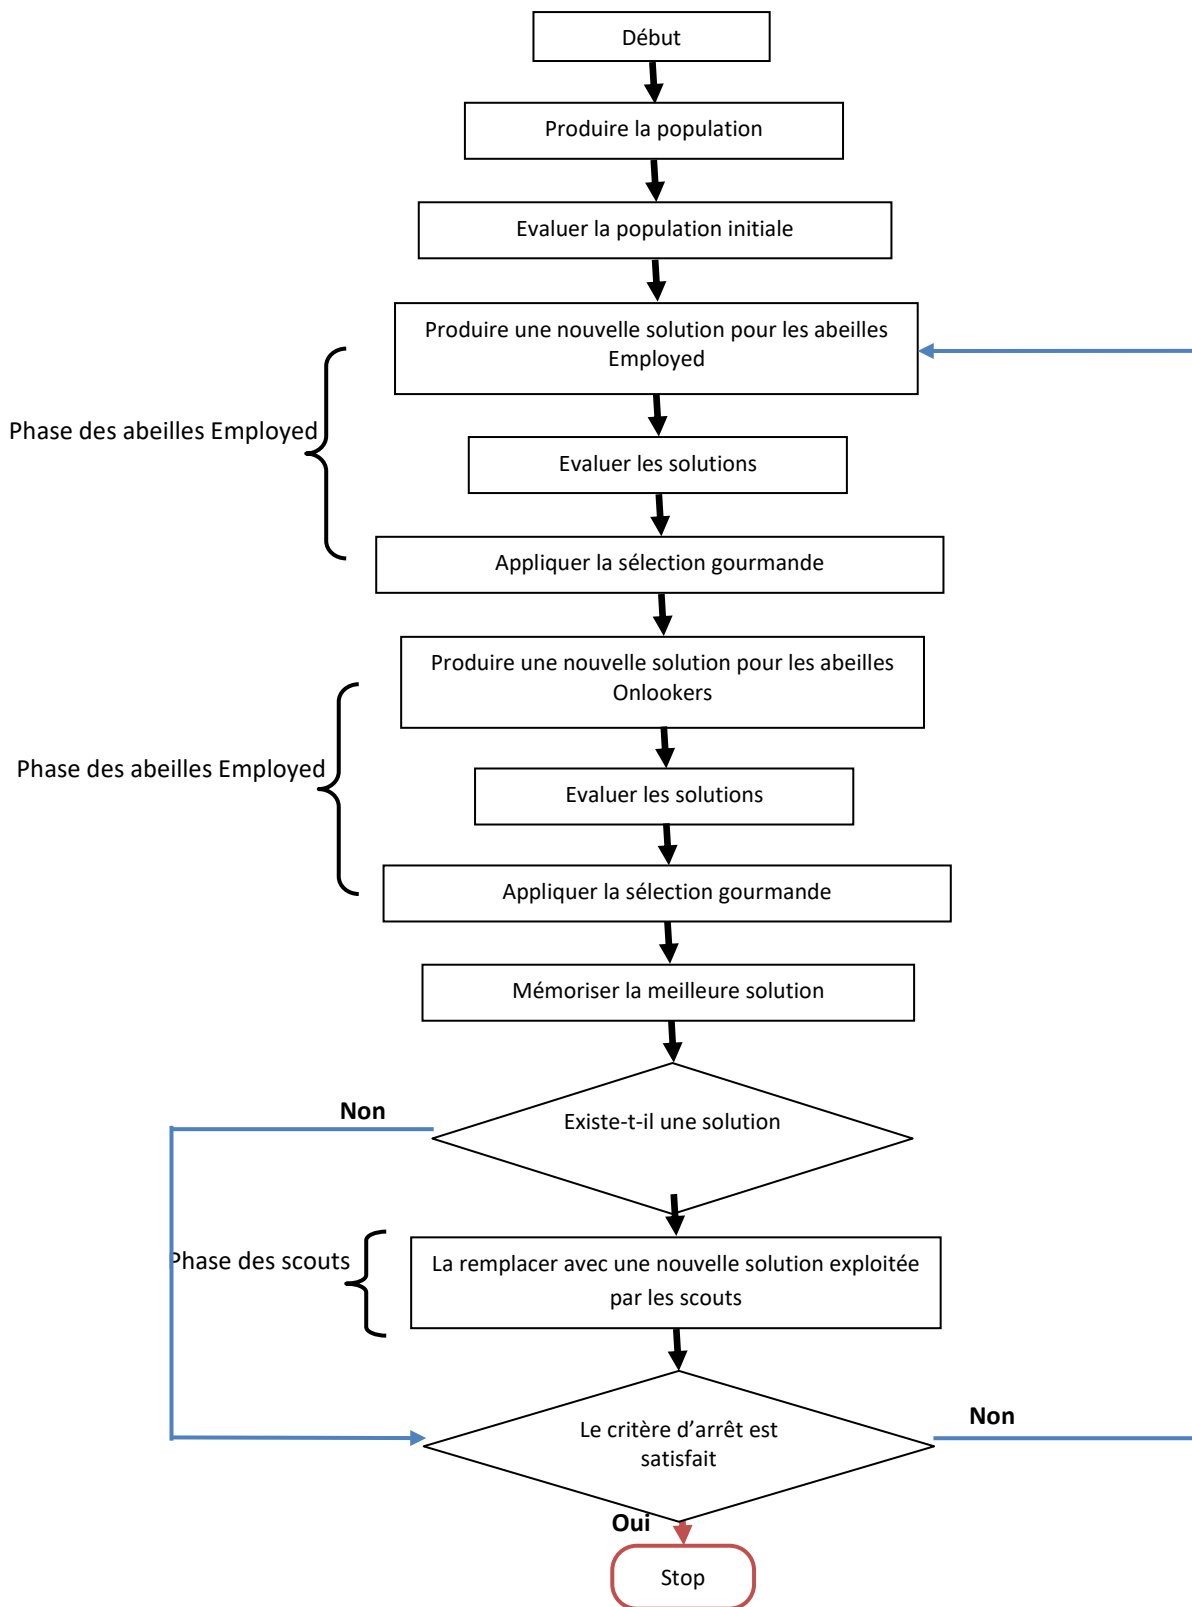 Début
Produire la population
Evaluer la population initiale
Produire une nouvelle solution pour les abeilles
Employed
Phase des abeilles Employed
Evaluer les solutions
Appliquer la sélection gourmande
Produire une nouvelle solution pour les abeilles
Onlookers
Phase des abeilles Employed
Evaluer les solutions
Appliquer la sélection gourmande
Mémoriser la meilleure solution
Non
Existe-t-il une solution
Phase des scouts
La remplacer avec une nouvelle solution exploitée
par les scouts
Le critère d’arrêt est
satisfait
Non
Oui
Stop